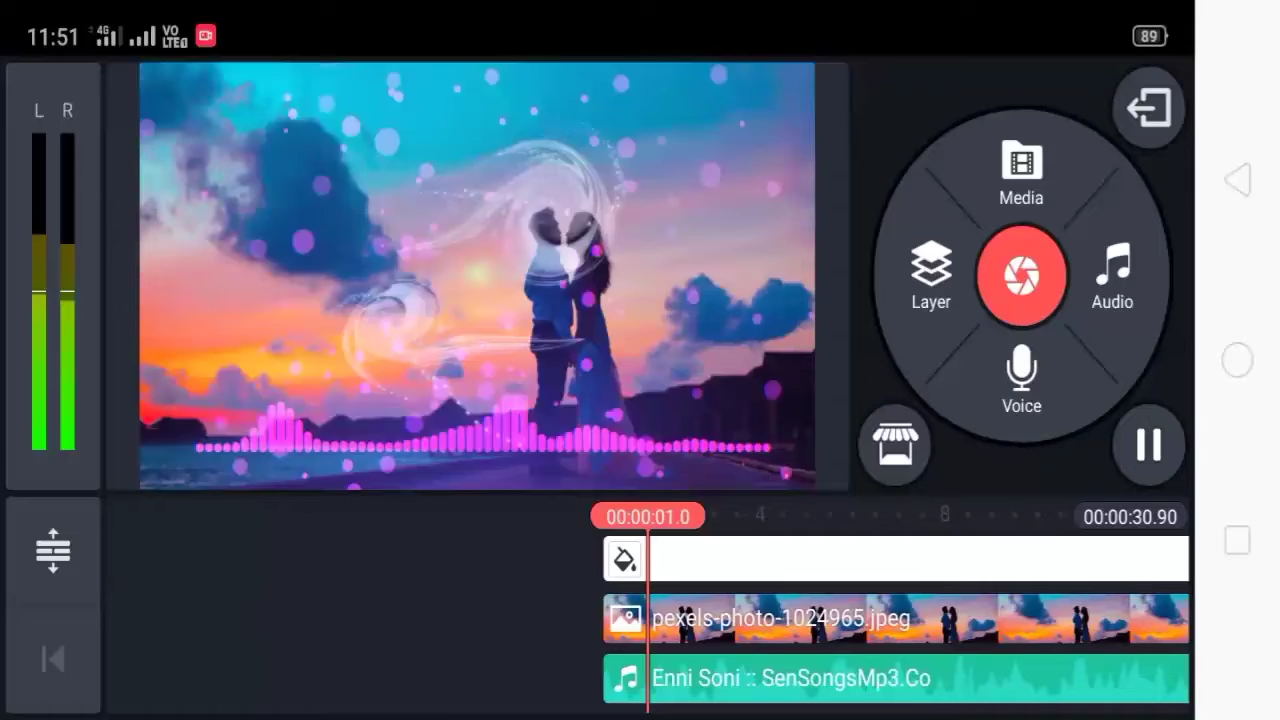 11:51 4G VO LTE 89
L R
Media
Layer
Audio
Voice
00:00:01.0 4 8 00:00:30.90
pexels-photo-1024965.jpeg
Enni Soni :: SenSongsMp3.Co